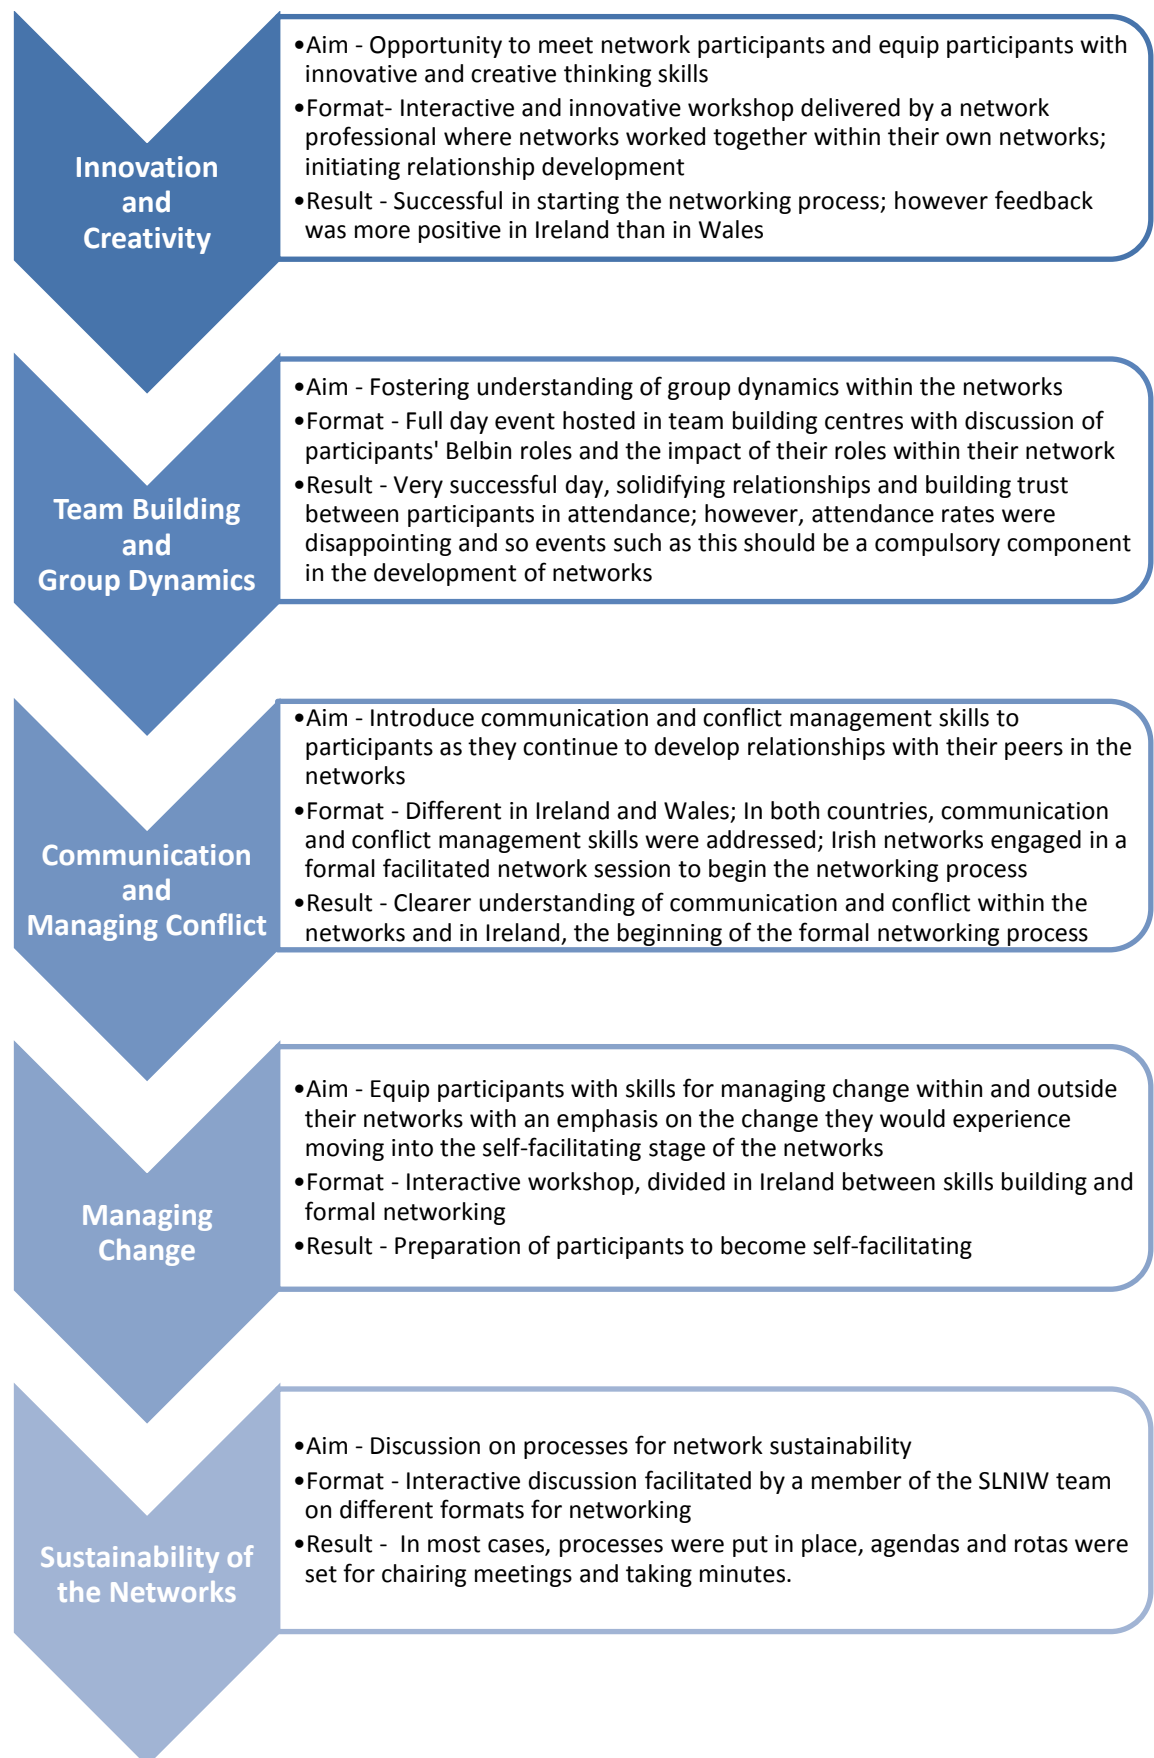 Innovation
and
Creativity
•Aim - Opportunity to meet network participants and equip participants with
innovative and creative thinking skills
•Format- Interactive and innovative workshop delivered by a network
professional where networks worked together within their own networks;
initiating relationship development
•Result - Successful in starting the networking process; however feedback
was more positive in Ireland than in Wales
Team Building
and
Group Dynamics
•Aim - Fostering understanding of group dynamics within the networks
•Format - Full day event hosted in team building centres with discussion of
participants' Belbin roles and the impact of their roles within their network
•Result - Very successful day, solidifying relationships and building trust
between participants in attendance; however, attendance rates were
disappointing and so events such as this should be a compulsory component
in the development of networks
Communication
and
Managing Conflict
•Aim - Introduce communication and conflict management skills to
participants as they continue to develop relationships with their peers in the
networks
•Format - Different in Ireland and Wales; In both countries, communication
and conflict management skills were addressed; Irish networks engaged in a
formal facilitated network session to begin the networking process
•Result - Clearer understanding of communication and conflict within the
networks and in Ireland, the beginning of the formal networking process
Managing
Change
•Aim - Equip participants with skills for managing change within and outside
their networks with an emphasis on the change they would experience
moving into the self-facilitating stage of the networks
•Format - Interactive workshop, divided in Ireland between skills building and
formal networking
•Result - Preparation of participants to become self-facilitating
Sustainability of
the Networks
•Aim - Discussion on processes for network sustainability
•Format - Interactive discussion facilitated by a member of the SLNIW team
on different formats for networking
•Result -  In most cases, processes were put in place, agendas and rotas were
set for chairing meetings and taking minutes.